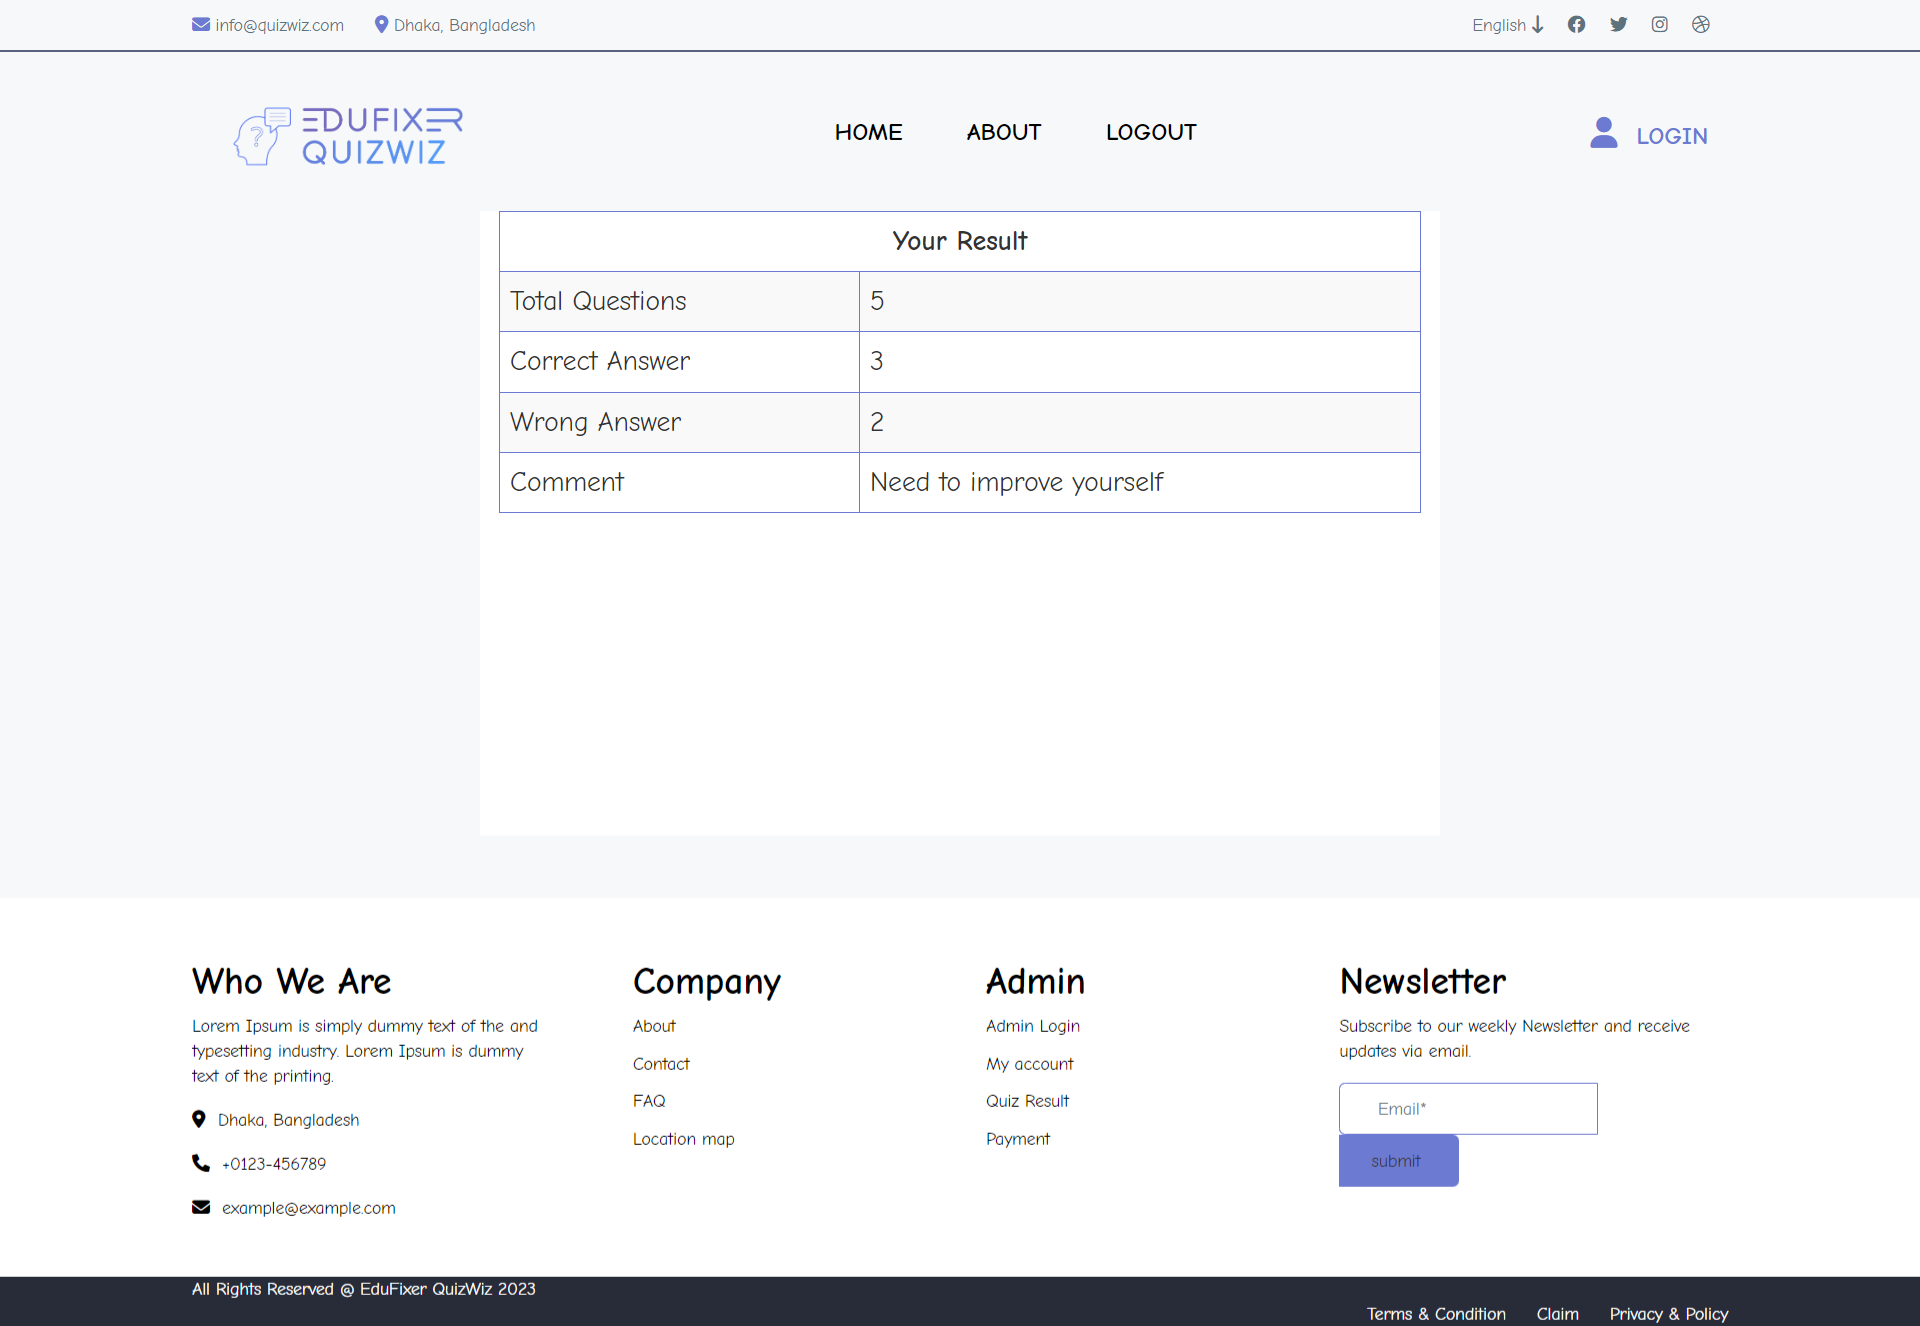 info@quizwiz.com Dhaka, Bangladesh English
EDUFIXER
QUIZWIZ
HOME ABOUT LOGOUT LOGIN
Your Result
Total Questions 5
Correct Answer 3
Wrong Answer 2
Comment Need to improve yourself
Who We Are
Lorem Ipsum is simply dummy text of the and
typesetting industry. Lorem Ipsum is dummy
text of the printing.
Dhaka, Bangladesh
+0123-456789
example@example.com
Company
About
Contact
FAQ
Location map
Admin
Admin Login
My account
Quiz Result
Payment
Newsletter
Subscribe to our weekly Newsletter and receive
updates via email.
Email*
submit
All Rights Reserved @ EduFixer QuizWiz 2023
Terms & Condition Claim Privacy & Policy